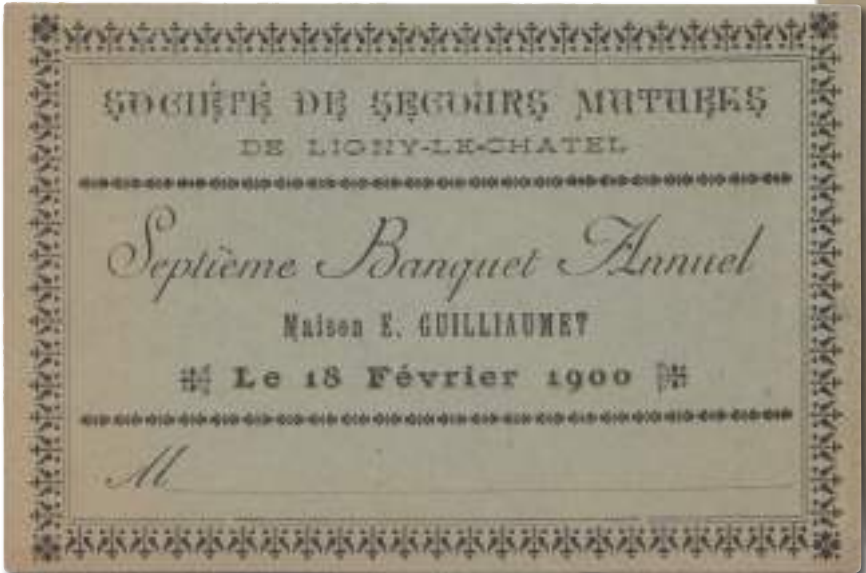 SOCIÉTÉ DE SECOURS MUTUELS
DE LIGNY-LE-CHATEL
Septième Banquet Annuel
Maison E. GUILLIAUMET
Le 18 Février 1900
M